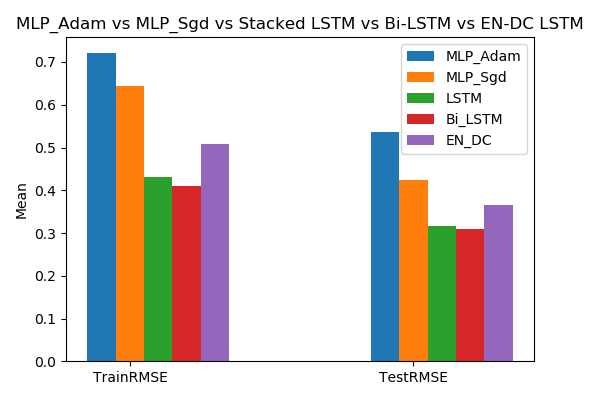 MLP_Adam vs MLP_Sgd vs Stacked LSTM vs Bi-LSTM vs EN-DC LSTM
MLP_Adam
MLP_Sgd
LSTM
Bi_LSTM
EN_DC
Mean
0.7
0.6
0.5
0.4
0.3
0.2
0.1
0.0
TrainRMSE
TestRMSE